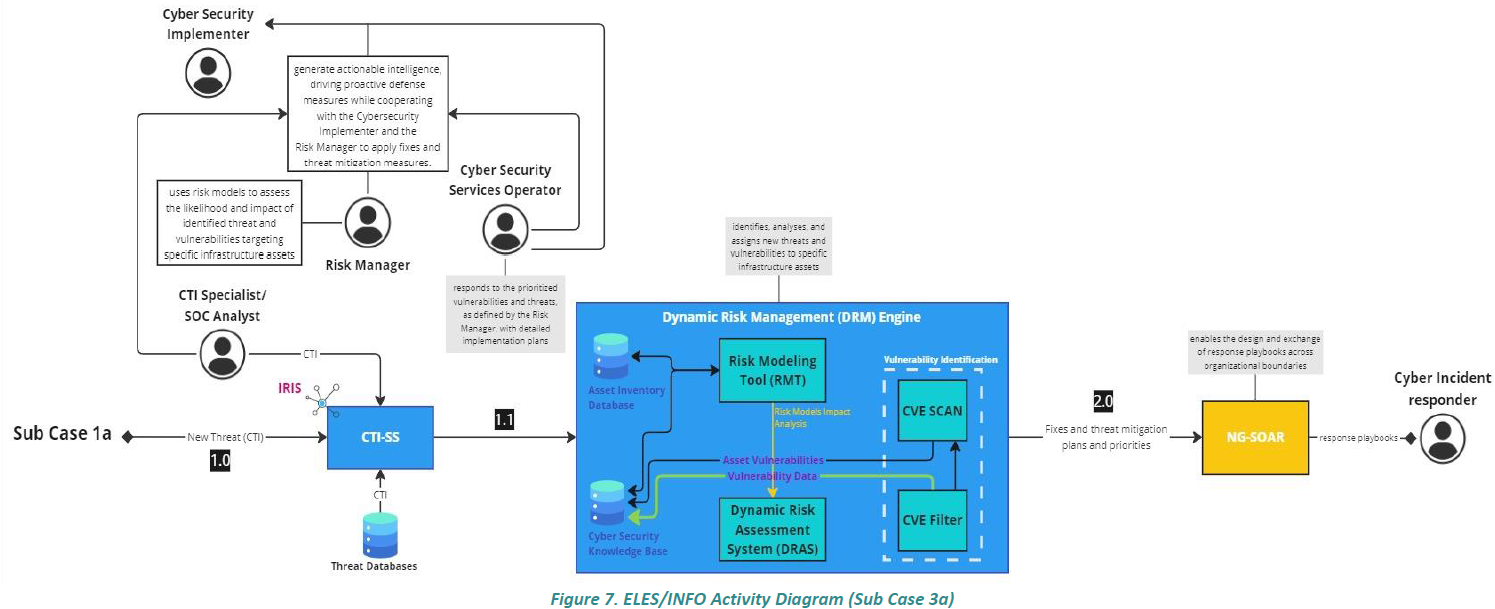 Cyber Security
Implementer
generate actionable intelligence,
driving proactive defense
measures while cooperating
with the Cybersecurity
Implementer and the
Risk Manager to apply fixes and
threat mitigation measures.
uses risk models to assess
the likelihood and impact of
identified threat and
vulnerabilities targeting
specific infrastructure assets
Risk Manager
Cyber Security
Services Operator
responds to the prioritized
vulnerabilities and threats,
as defined by the Risk
Manager, with detailed
implementation plans
CTI Specialist/
SOC Analyst
CTI
IRIS
Sub Case 1a
New Threat (CTI)
1.0
CTI-SS
CTI
Threat Databases
1.1
identifies, analyses, and
assigns new threats and
vulnerabilities to specific
infrastructure assets
Dynamic Risk Management (DRM) Engine
Asset Inventory
Database
Risk Modeling
Tool (RMT)
Vulnerability Identification
CVE SCAN
Risk Models Impact
Analysis
Asset Vulnerabilities
Vulnerability Data
Cyber Security
Knowledge Base
Dynamic Risk
Assessment
System (DRAS)
CVE Filter
2.0
Fixes and threat mitigation
plans and priorities
enables the design and exchange
of response playbooks across
organizational boundaries
NG-SOAR
response playbooks
Cyber Incident
responder
Figure 7. ELES/INFO Activity Diagram (Sub Case 3a)